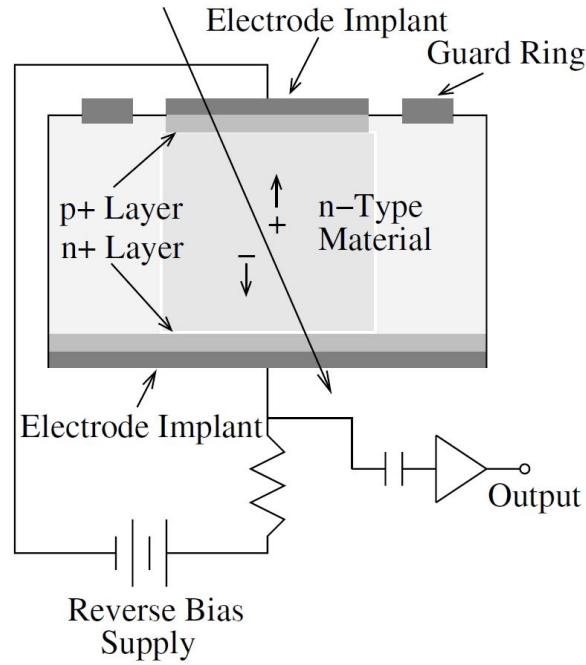 Electrode Implant
Guard Ring
p+ Layer
n+ Layer
+
−
n−Type
Material
Electrode Implant
Output
Reverse Bias
Supply